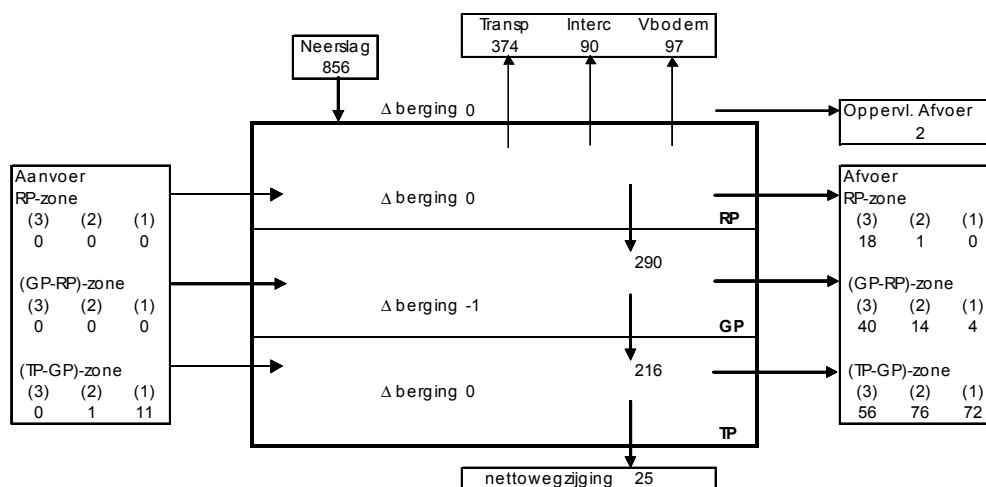 Transp Interc Vbodem
374 90 97
Neerslag
856
Δ berging 0
Oppervl. Afvoer
2
Aanvoer
RP-zone
(3) (2) (1)
0 0 0
(GP-RP)-zone
(3) (2) (1)
0 0 0
(TP-GP)-zone
(3) (2) (1)
0 1 11
Δ berging 0
RP
290
Δ berging -1
GP
216
Δ berging 0
TP
Afvoer
RP-zone
(3) (2) (1)
18 1 0
(GP-RP)-zone
(3) (2) (1)
40 14 4
(TP-GP)-zone
(3) (2) (1)
56 76 72
nettowegzijging 25